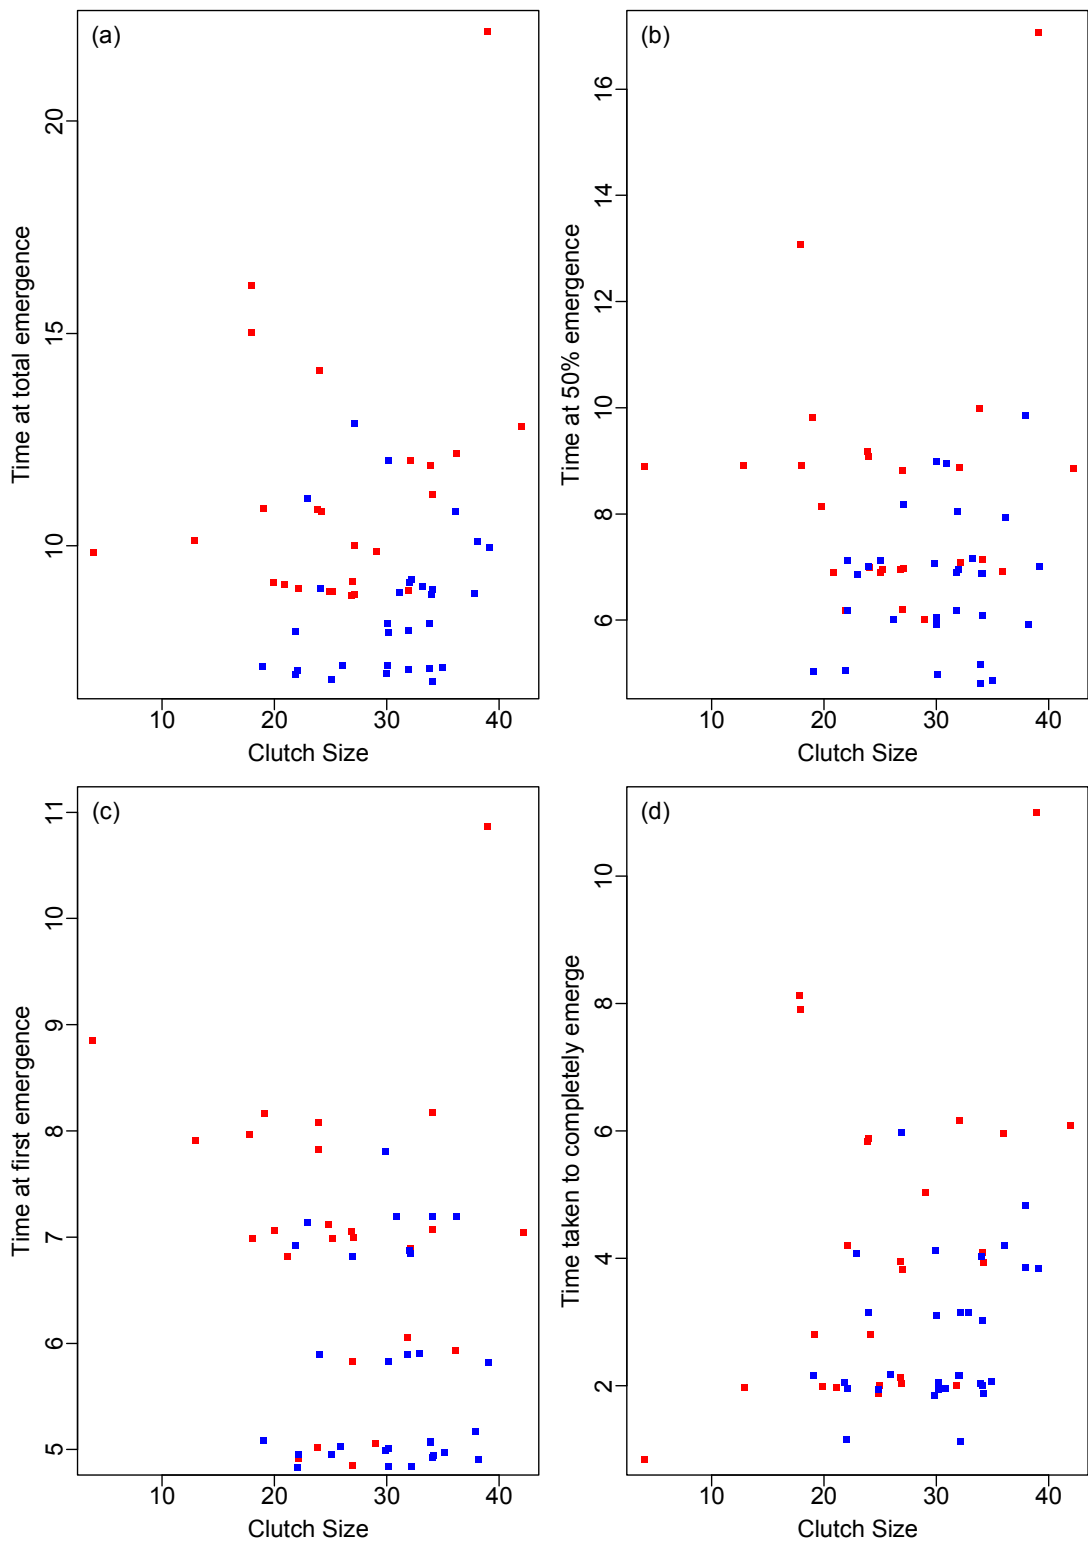 (a)
Time at total emergence
10 15 20
10 20 30 40
Clutch Size
(b)
Time at 50% emergence
6 8 10 12 14 16
10 20 30 40
Clutch Size
(c)
Time at first emergence
5 6 7 8 9 10 11
10 20 30 40
Clutch Size
(d)
Time taken to completely emerge
2 4 6 8 10
10 20 30 40
Clutch Size